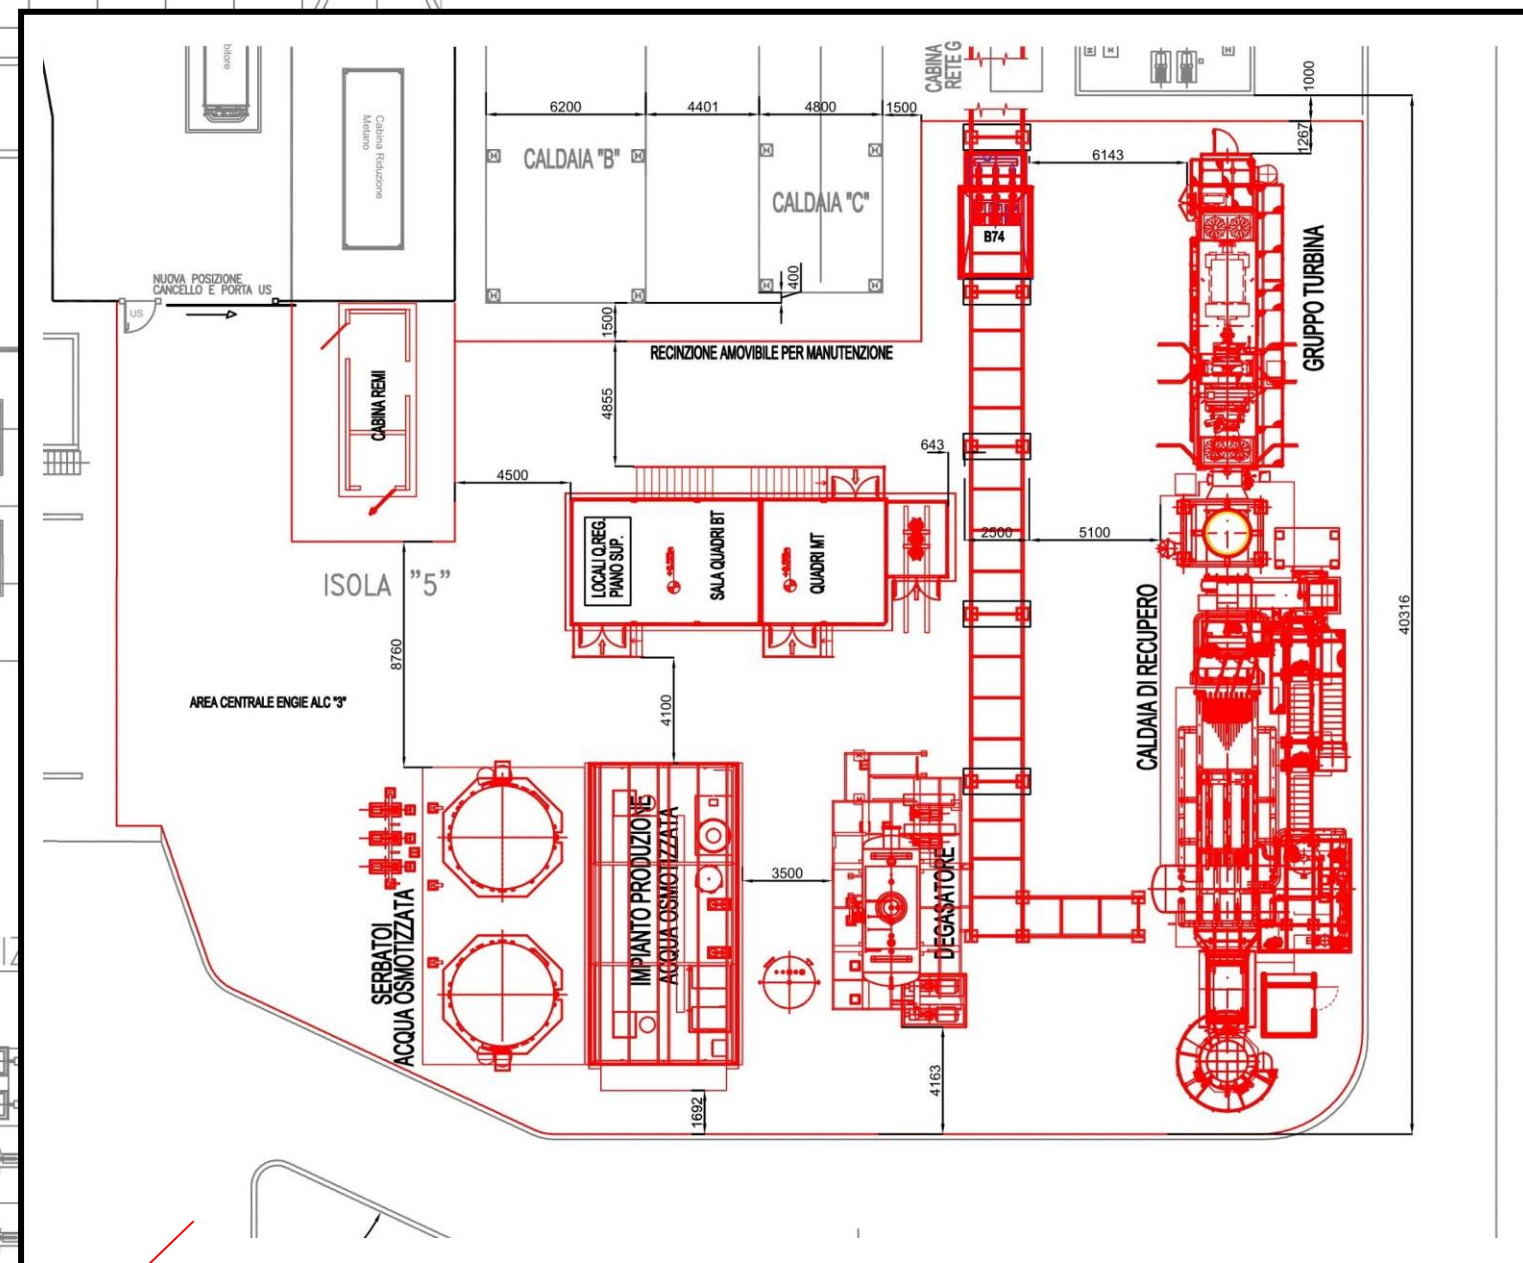 bitore
Cabina Riduzione
Metano
CABINA
RETE G
6200
4401
4800
1500
1000
1267
6143
CALDAIA "B"
CALDAIA "C"
B74
GRUPPO TURBINA
NUOVA POSIZIONE
CANCELLO E PORTA US
US
400
1500
RECINZIONE AMOVIBILE PER MANUTENZIONE
CABINA REMI
4855
643
4500
LOCALI Q.REG.
PIANO SUP.
SALA QUADRI BT
QUADRI MT
2500
5100
ISOLA "5"
40316
CALDAIA DI RECUPERO
8760
4100
AREA CENTRALE ENGIE ALC "3"
IMPIANTO PRODUZIONE
ACQUA OSMOTIZZATA
3500
DEGASATORE
SERBATOI
ACQUA OSMOTIZZATA
4163
1692